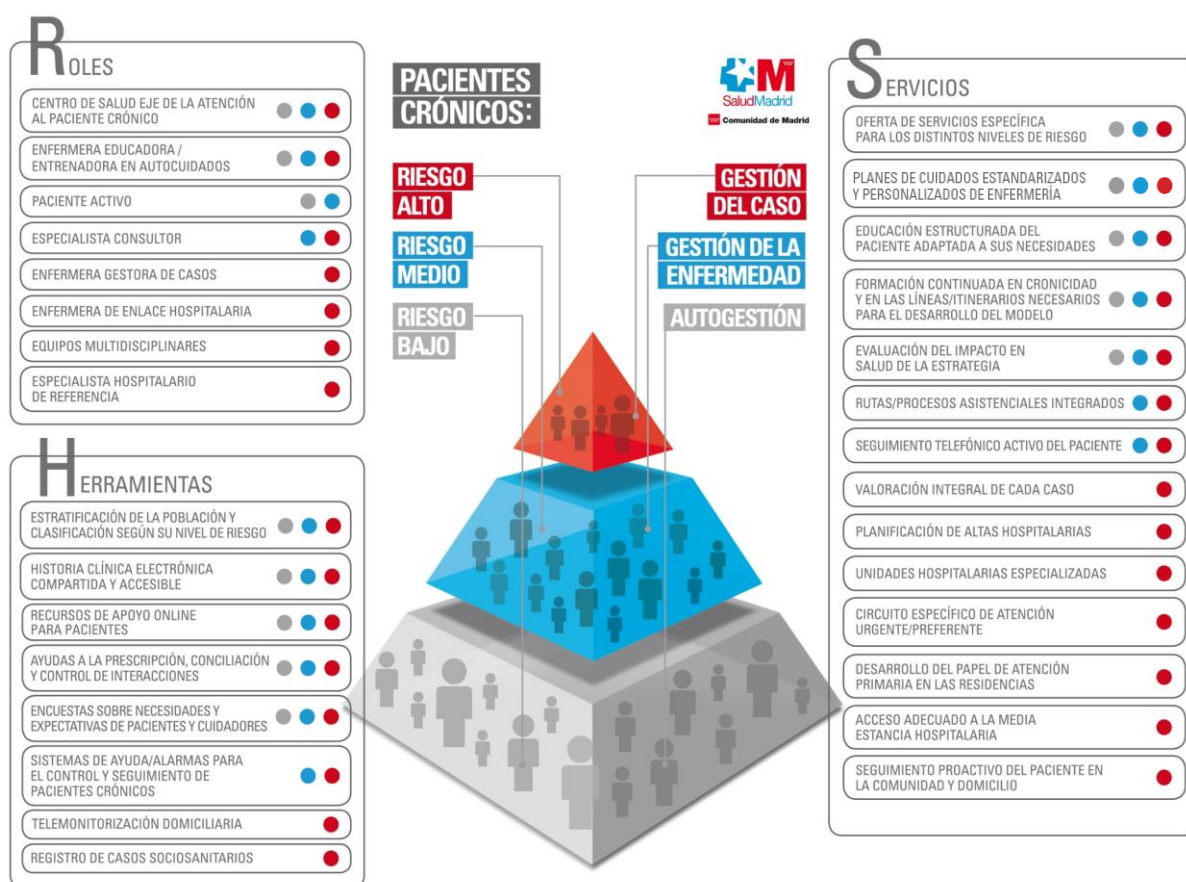 ROLES
CENTRO DE SALUD EJE DE LA ATENCIÓN
AL PACIENTE CRÓNICO
ENFERMERA EDUCADORA /
ENTRENADORA EN AUTOCUIDADOS
PACIENTE ACTIVO
ESPECIALISTA CONSULTOR
ENFERMERA GESTORA DE CASOS
ENFERMERA DE ENLACE HOSPITALARIA
EQUIPOS MULTIDISCIPLINARES
ESPECIALISTA HOSPITALARIO
DE REFERENCIA
HERRAMIENTAS
ESTRATIFICACIÓN DE LA POBLACIÓN Y
CLASIFICACIÓN SEGÚN SU NIVEL DE RIESGO
HISTORIA CLÍNICA ELECTRÓNICA
COMPARTIDA Y ACCESIBLE
RECURSOS DE APOYO ONLINE
PARA PACIENTES
AYUDAS A LA PRESCRIPCIÓN, CONCILIACIÓN
Y CONTROL DE INTERACCIONES
ENCUESTAS SOBRE NECESIDADES Y
EXPECTATIVAS DE PACIENTES Y CUIDADORES
SISTEMAS DE AYUDA/ALARMAS PARA
EL CONTROL Y SEGUIMIENTO DE
PACIENTES CRÓNICOS
TELEMONITORIZACIÓN DOMICILIARIA
REGISTRO DE CASOS SOCIOSANITARIOS
PACIENTES
CRÓNICOS:
M
SaludMadrid
Comunidad de Madrid
RIESGO
ALTO
RIESGO
MEDIO
RIESGO
BAJO
GESTIÓN
DEL CASO
GESTIÓN DE LA
ENFERMEDAD
AUTOGESTIÓN
SERVICIOS
OFERTA DE SERVICIOS ESPECÍFICA
PARA LOS DISTINTOS NIVELES DE RIESGO
PLANES DE CUIDADOS ESTANDARIZADOS
Y PERSONALIZADOS DE ENFERMERÍA
EDUCACIÓN ESTRUCTURADA DEL
PACIENTE ADAPTADA A SUS NECESIDADES
FORMACIÓN CONTINUADA EN CRONICIDAD
Y EN LAS LÍNEAS/ITINERARIOS NECESARIOS
PARA EL DESARROLLO DEL MODELO
EVALUACIÓN DEL IMPACTO EN
SALUD DE LA ESTRATEGIA
RUTAS/PROCESOS ASISTENCIALES INTEGRADOS
SEGUIMIENTO TELEFÓNICO ACTIVO DEL PACIENTE
VALORACIÓN INTEGRAL DE CADA CASO
PLANIFICACIÓN DE ALTAS HOSPITALARIAS
UNIDADES HOSPITALARIAS ESPECIALIZADAS
CIRCUITO ESPECÍFICO DE ATENCIÓN
URGENTE/PREFERENTE
DESARROLLO DEL PAPEL DE ATENCIÓN
PRIMARIA EN LAS RESIDENCIAS
ACCESO ADECUADO A LA MEDIA
ESTANCIA HOSPITALARIA
SEGUIMIENTO PROACTIVO DEL PACIENTE EN
LA COMUNIDAD Y DOMICILIO